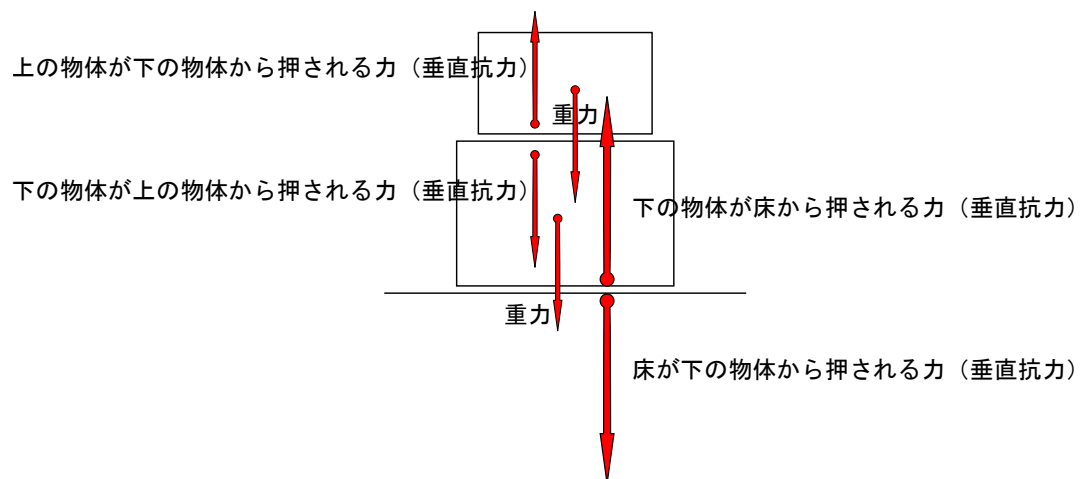 上の物体が下の物体から押される力（垂直抗力）
重力
下の物体が上の物体から押される力（垂直抗力）
下の物体が床から押される力（垂直抗力）
重力
床が下の物体から押される力（垂直抗力）